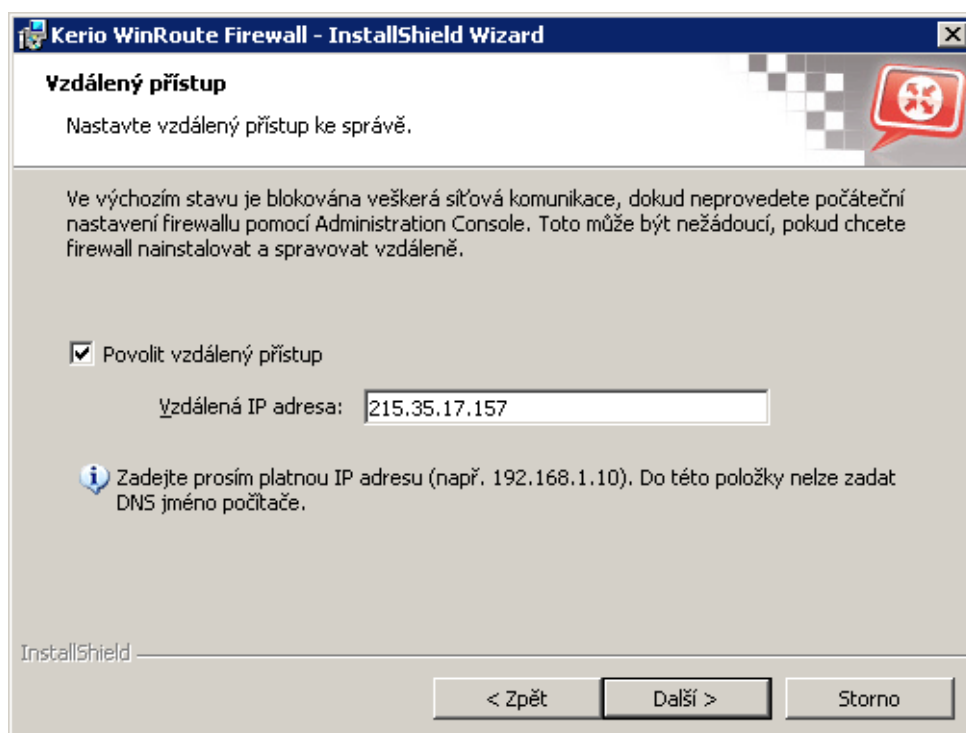 Kerio WinRoute Firewall - InstallShield Wizard
Vzdálený přístup
Nastavte vzdálený přístup ke správě.
Ve výchozím stavu je blokována veškerá síťová komunikace, dokud neprovedete počáteční
nastavení firewallu pomocí Administration Console. Toto může být nežádoucí, pokud chcete
firewall nainstalovat a spravovat vzdáleně.
Povolit vzdálený přístup
Vzdálená IP adresa: 215.35.17.157
Zadejte prosím platnou IP adresu (např. 192.168.1.10). Do této položky nelze zadat
DNS jméno počítače.
InstallShield
< Zpět Další > Storno